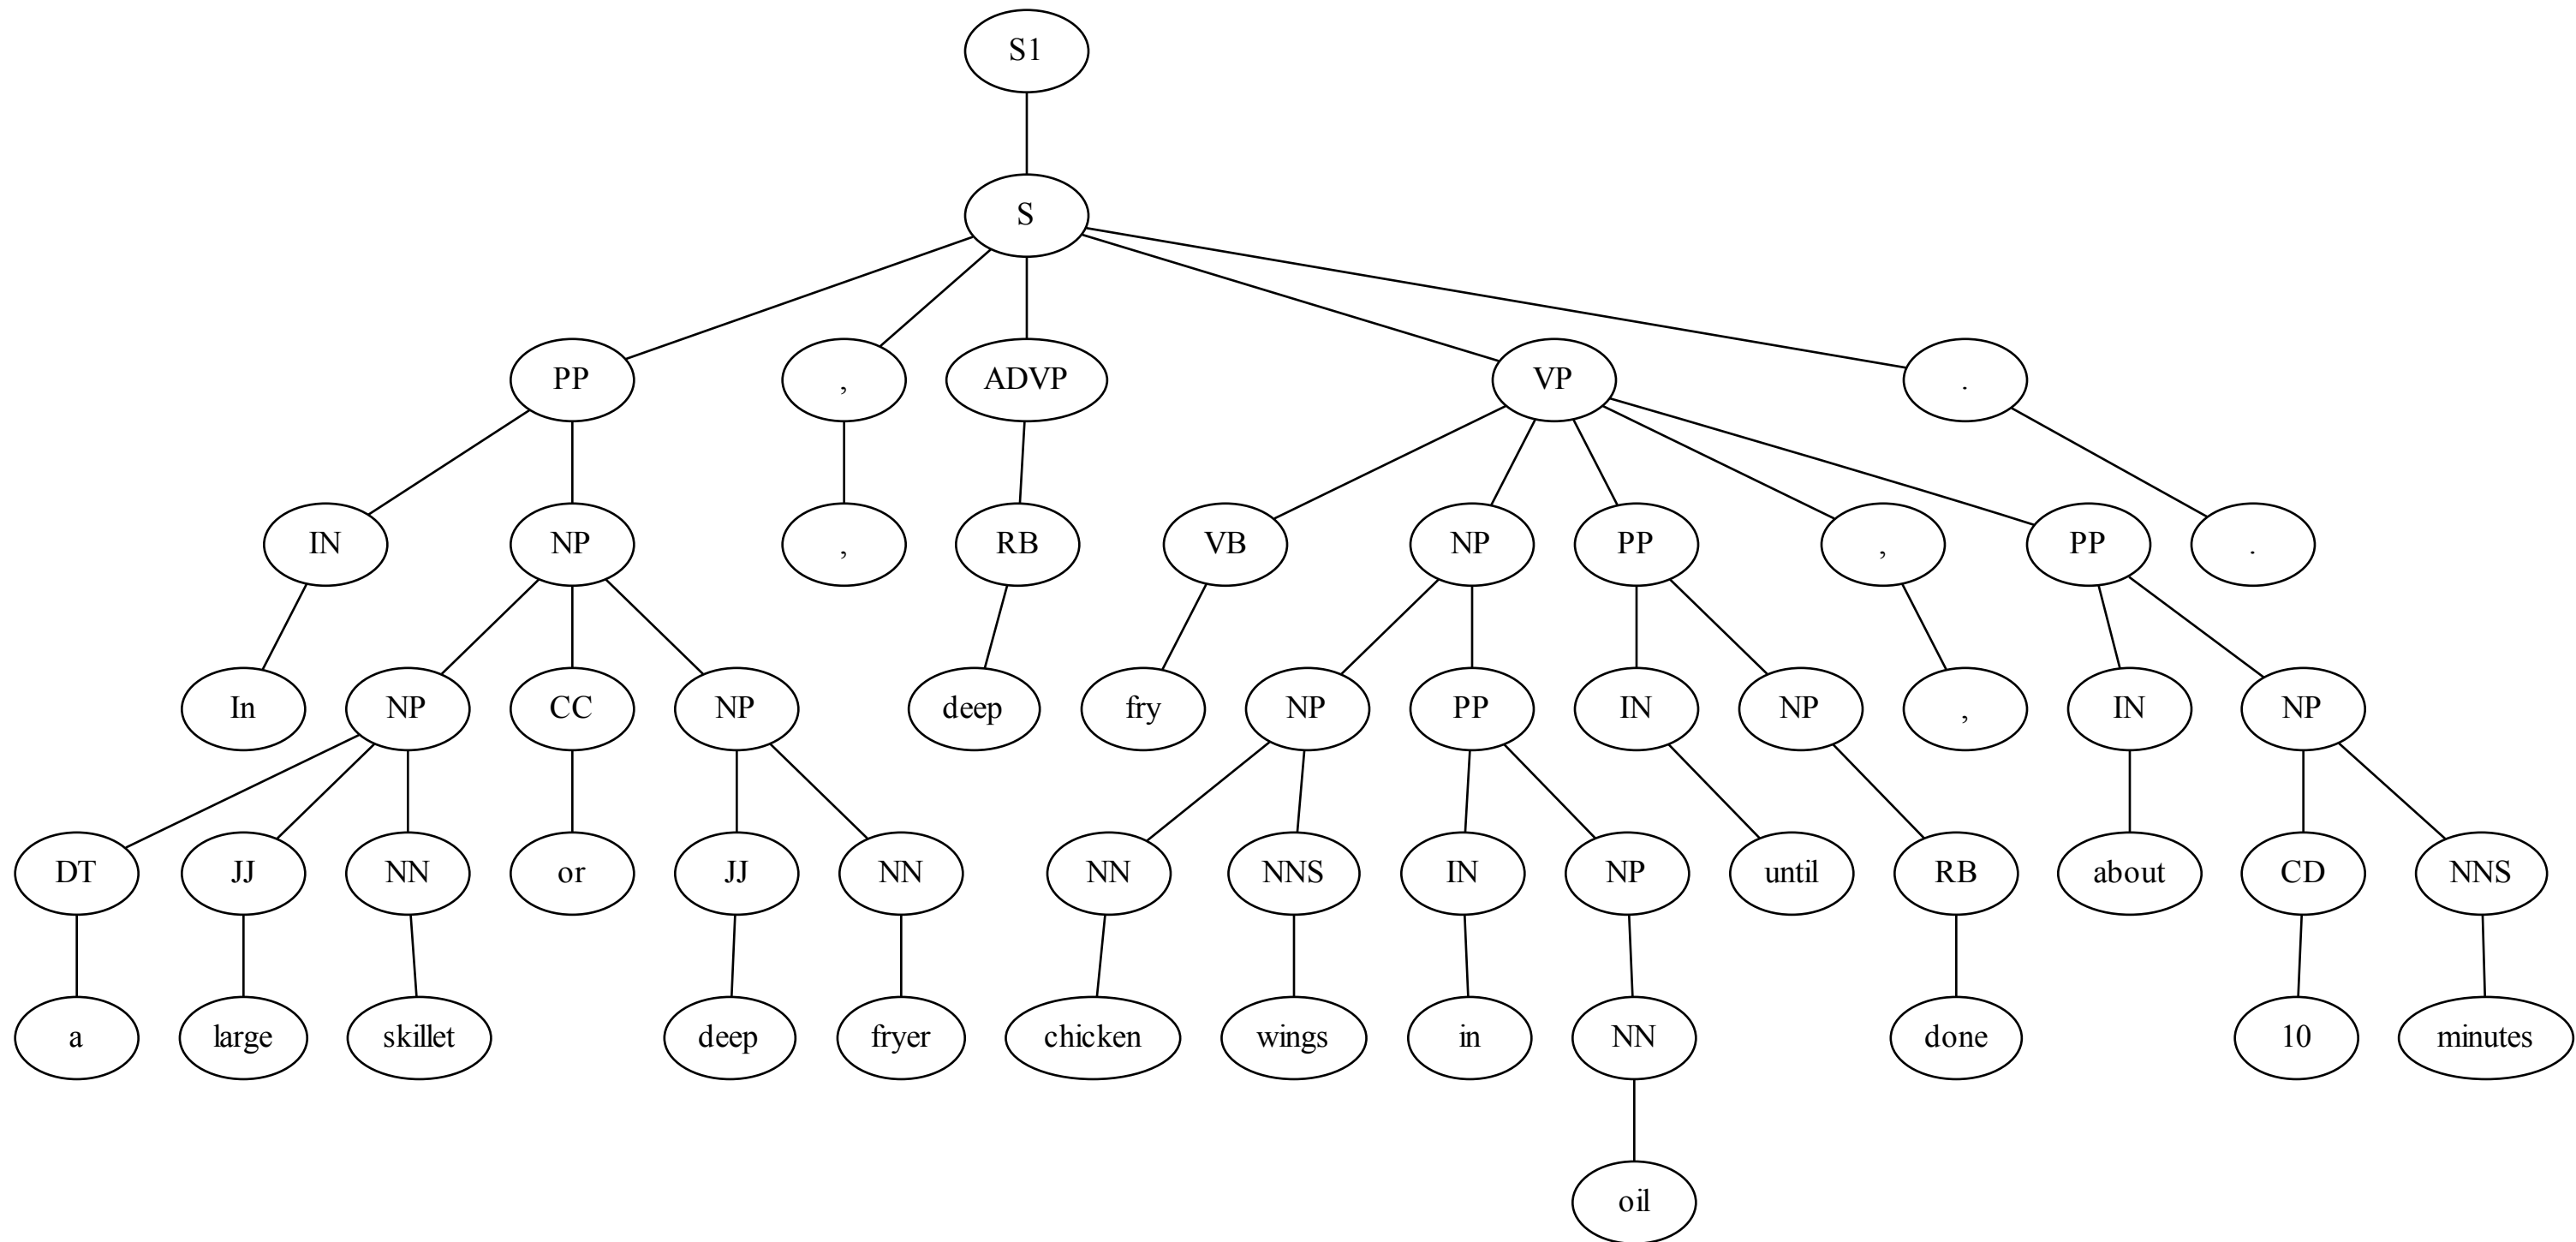 S1
S
PP , ADVP VP .
IN NP , RB VB NP PP , PP .
In NP CC NP deep fry NP PP IN NP , IN NP
DT JJ NN or JJ NN NN NNS IN NP until RB about CD NNS
a large skillet deep fryer chicken wings in NN done 10 minutes
oil